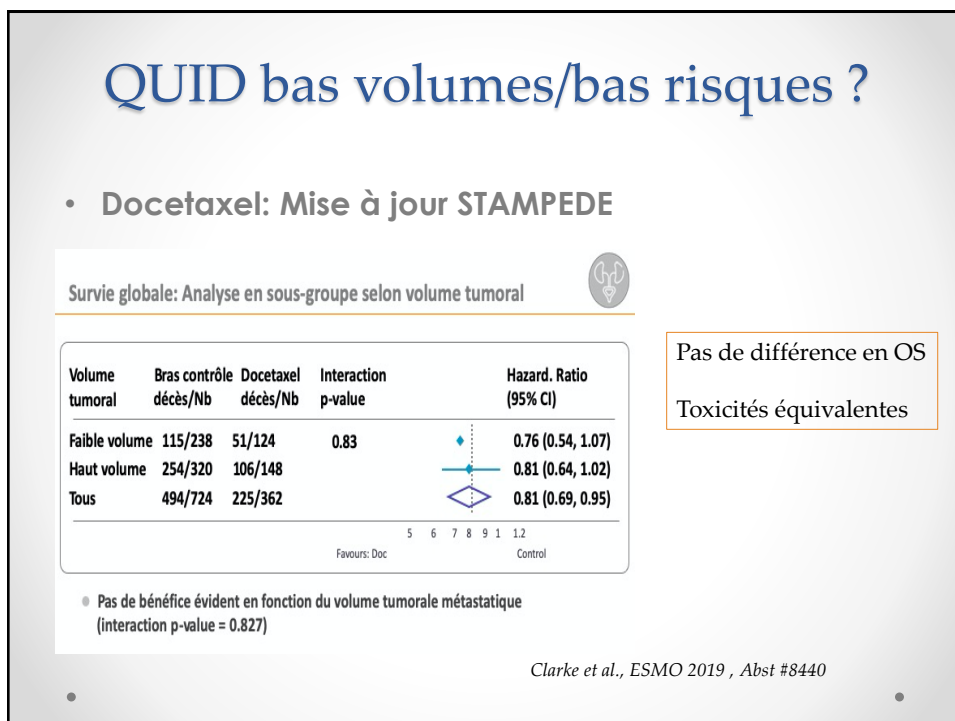 QUID bas volumes/bas risques ?
• Docetaxel: Mise à jour STAMPEDE
Survie globale: Analyse en sous-groupe selon volume tumoral
Volume tumoral Bras contrôle décès/Nb Docetaxel décès/Nb Interaction p-value Hazard. Ratio (95% CI)
Faible volume 115/238 51/124 0.83 0.76 (0.54, 1.07)
Haut volume 254/320 106/148 0.81 (0.64, 1.02)
Tous 494/724 225/362 0.81 (0.69, 0.95)
5 6 7 8 9 1 1.2
Favours: Doc Control
Pas de bénéfice évident en fonction du volume tumorale métastatique
(interaction p-value = 0.827)
Pas de différence en OS
Toxicités équivalentes
Clarke et al., ESMO 2019 , Abst #8440